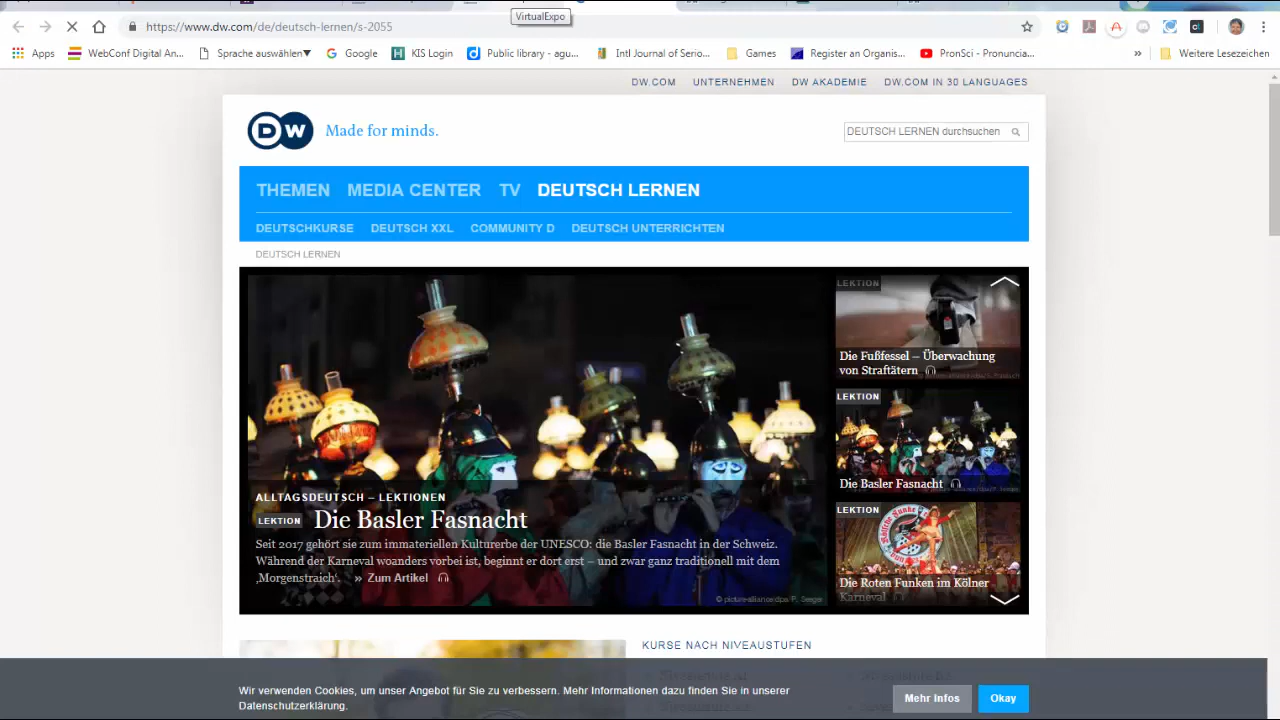 VirtualExpo
https://www.dw.com/de/deutsch-lernen/s-2055
Apps WebConf Digital An... Sprache auswählen▼ Google KIS Login Public library - agu... Intl Journal of Serio... Games Register an Organis... PronSci - Pronuncia... » Weitere Lesezeichen
DW.COM UNTERNEHMEN DW AKADEMIE DW.COM IN 30 LANGUAGES
DW Made for minds.
DEUTSCH LERNEN durchsuchen
THEMEN MEDIA CENTER TV DEUTSCH LERNEN
DEUTSCHKURSE DEUTSCH XXL COMMUNITY D DEUTSCH UNTERRICHTEN
DEUTSCH LERNEN
ALLTAGSDEUTSCH – LEKTIONEN
LEKTION Die Basler Fasnacht
Seit 2017 gehört sie zum immateriellen Kulturerbe der UNESCO: die Basler Fasnacht in der Schweiz.
Während der Karneval woanders vorbei ist, beginnt er dort erst – und zwar ganz traditionell mit dem
‚Morgenstraich‘. » Zum Artikel
LEKTION
Die Fußfessel – Überwachung
von Straftätern
LEKTION
Die Basler Fasnacht
LEKTION
Die Roten Funken im Kölner
Karneval
KURSE NACH NIVEAUSTUFEN
Wir verwenden Cookies, um unser Angebot für Sie zu verbessern. Mehr Informationen dazu finden Sie in unserer
Datenschutzerklärung.
Mehr Infos Okay